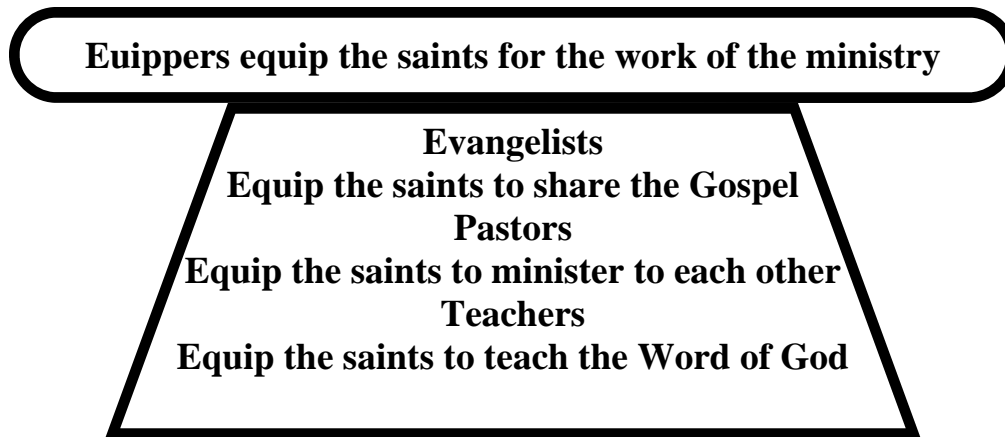 Euippers equip the saints for the work of the ministry
Evangelists
Equip the saints to share the Gospel
Pastors
Equip the saints to minister to each other
Teachers
Equip the saints to teach the Word of God